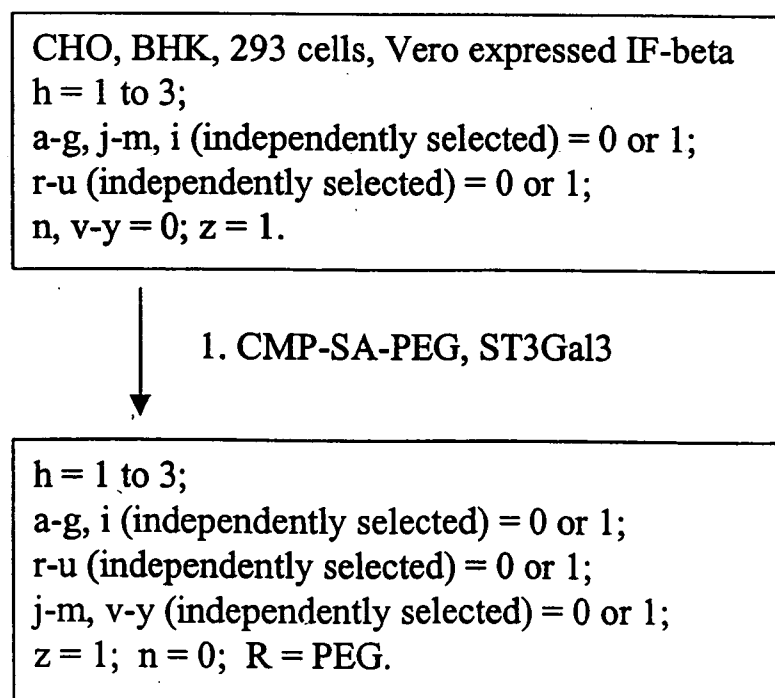 CHO, BHK, 293 cells, Vero expressed IF-beta
h = 1 to 3;
a-g, j-m, i (independently selected) = 0 or 1;
r-u (independently selected) = 0 or 1;
n, v-y = 0; z = 1.
1. CMP-SA-PEG, ST3Gal3
h = 1 to 3;
a-g, i (independently selected) = 0 or 1;
r-u (independently selected) = 0 or 1;
j-m, v-y (independently selected) = 0 or 1;
z = 1; n = 0; R = PEG.